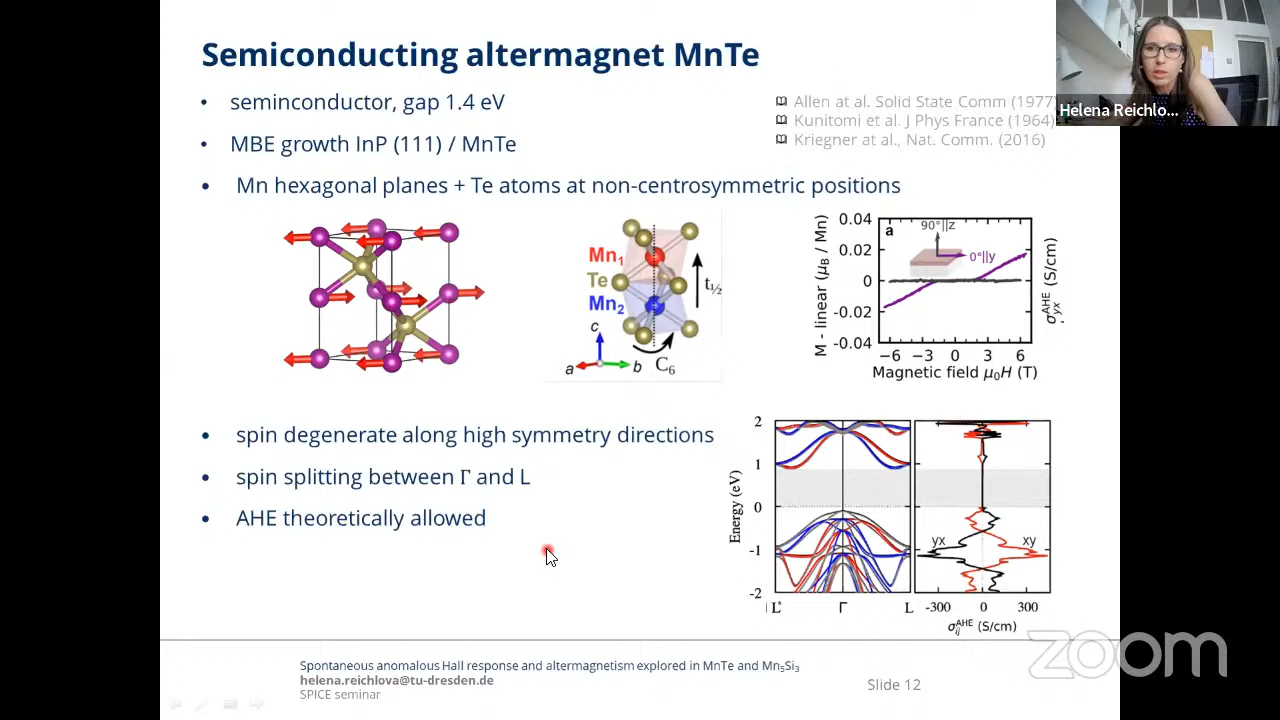 Semiconducting altermagnet MnTe
• seminconductor, gap 1.4 eV
• MBE growth InP (111) / MnTe
• Mn hexagonal planes + Te atoms at non-centrosymmetric positions
Allen at al. Solid State Comm (1977
Kunitomi et al. J Phys France (1964)
Kriegner at al., Nat. Comm. (2016)
Helena Reichlo...
Mn₁
Te
Mn₂
t½
c
a
b
C₆
M - linear (μB / Mn)
0.04
0.02
0
-0.02
-0.04
a
90°||z
0°||y
−6 −3 0 3 6
Magnetic field μ₀H (T)
σyx^AHE (S/cm)
• spin degenerate along high symmetry directions
• spin splitting between Γ and L
• AHE theoretically allowed
Energy (eV)
2
1
0
-1
-2
L' Γ L
yx
xy
-300 0 300
σij^AHE (S/cm)
Spontaneous anomalous Hall response and altermagnetism explored in MnTe and Mn₅Si₃
helena.reichlova@tu-dresden.de
SPICE seminar
Slide 12
zoom